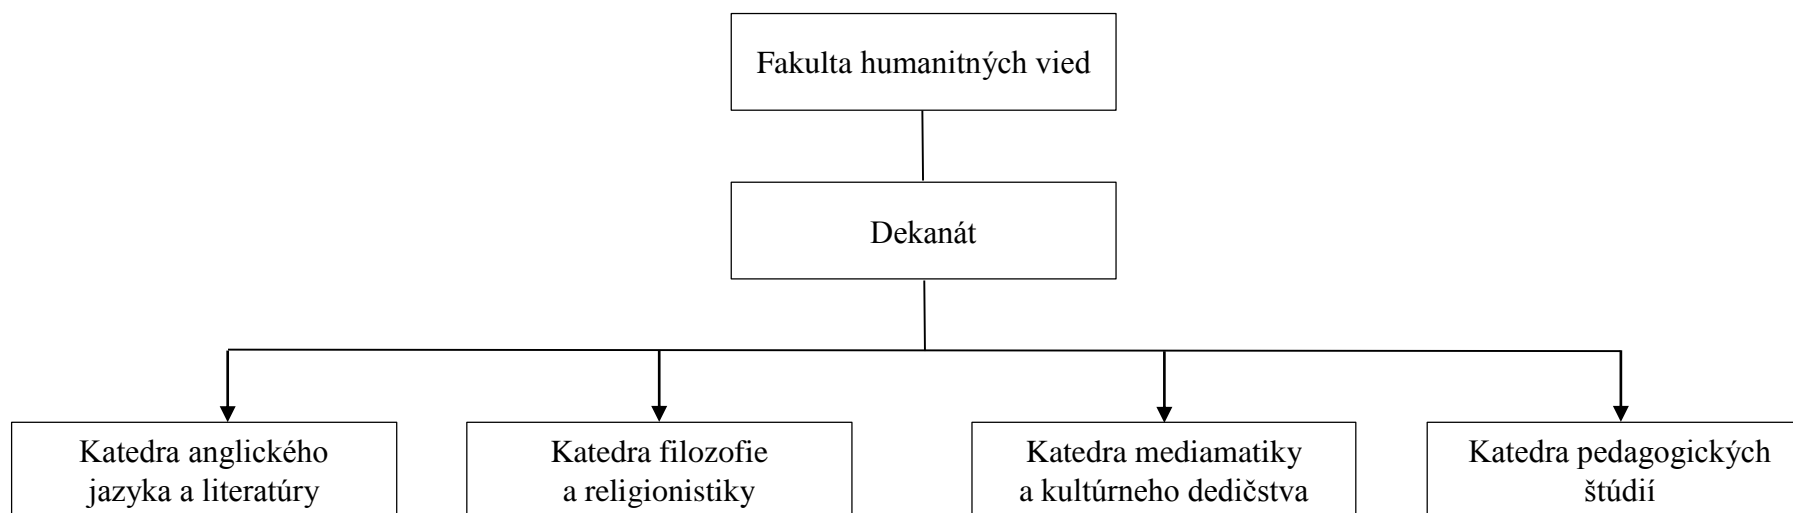 Fakulta humanitných vied
Dekanát
Katedra anglického
jazyka a literatúry
Katedra filozofie
a religionistiky
Katedra mediamatiky
a kultúrneho dedičstva
Katedra pedagogických
štúdií